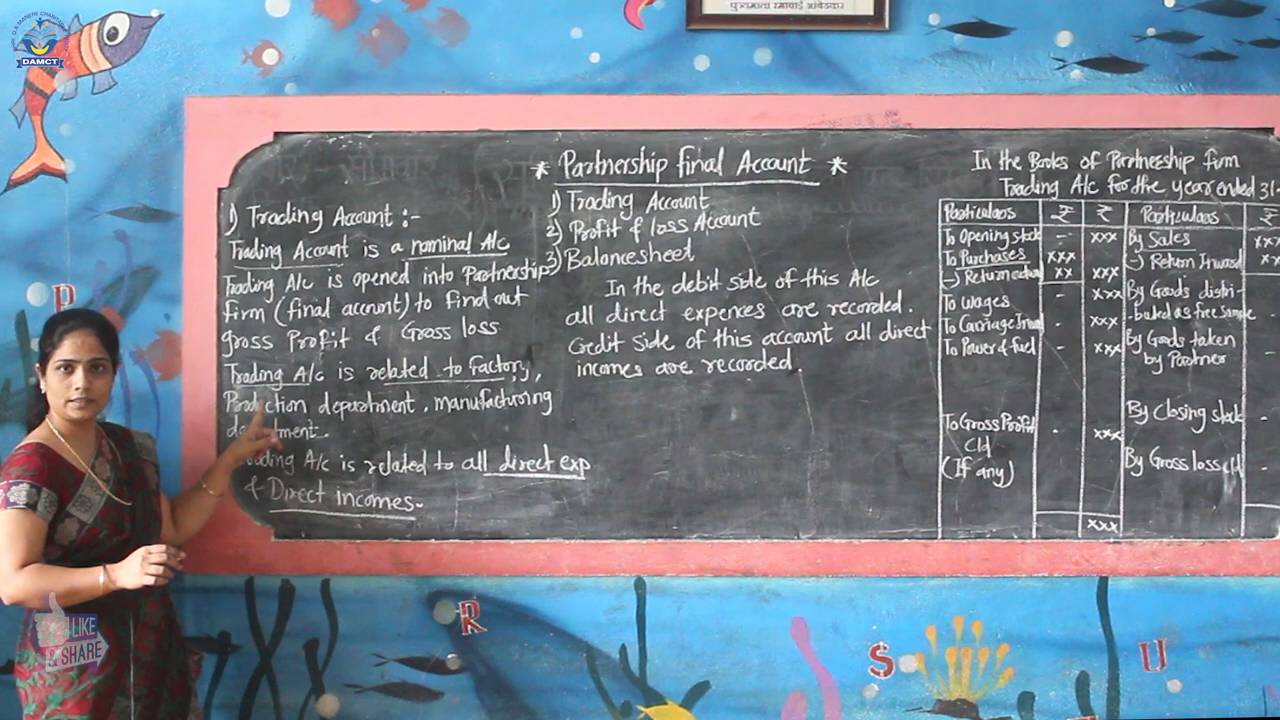 DAMCT
पुज्यमाता रमामाई आंबेडकर
* Partnership final Account *
1) Trading Account :-
Trading Account is a nominal A/c
Trading A/c is opened into Partnership
firm (final account) to find out
gross Profit & Gross loss
Trading A/c is related to Factory,
Production department, manufacturing
Trading A/c is related to all direct exp
& Direct incomes.
1) Trading Account
2) Profit & loss Account
3) Balancesheet
In the debit side of this A/c
all direct expences are recorded.
Credit side of this account all direct
incomes are recorded.
In the Books of Partnership firm
Trading A/c for the year ended 31
Particulars ₹ ₹ Particulars ₹
To Opening stock - xxx By Sales xxx
To Purchases xxx (-) Return Inward xx
(-) Return xx xxx By Goods distri-
To Wages - xxx -buted as free Sample -
To Carriage - xxx By Goods taken
To Power & fuel - xxx by Partner -
By Closing stock -
To Gross Profit - xxx
C/d By Gross loss c/d -
(If any)
xxx
P
R
S
U
LIKE
& SHARE